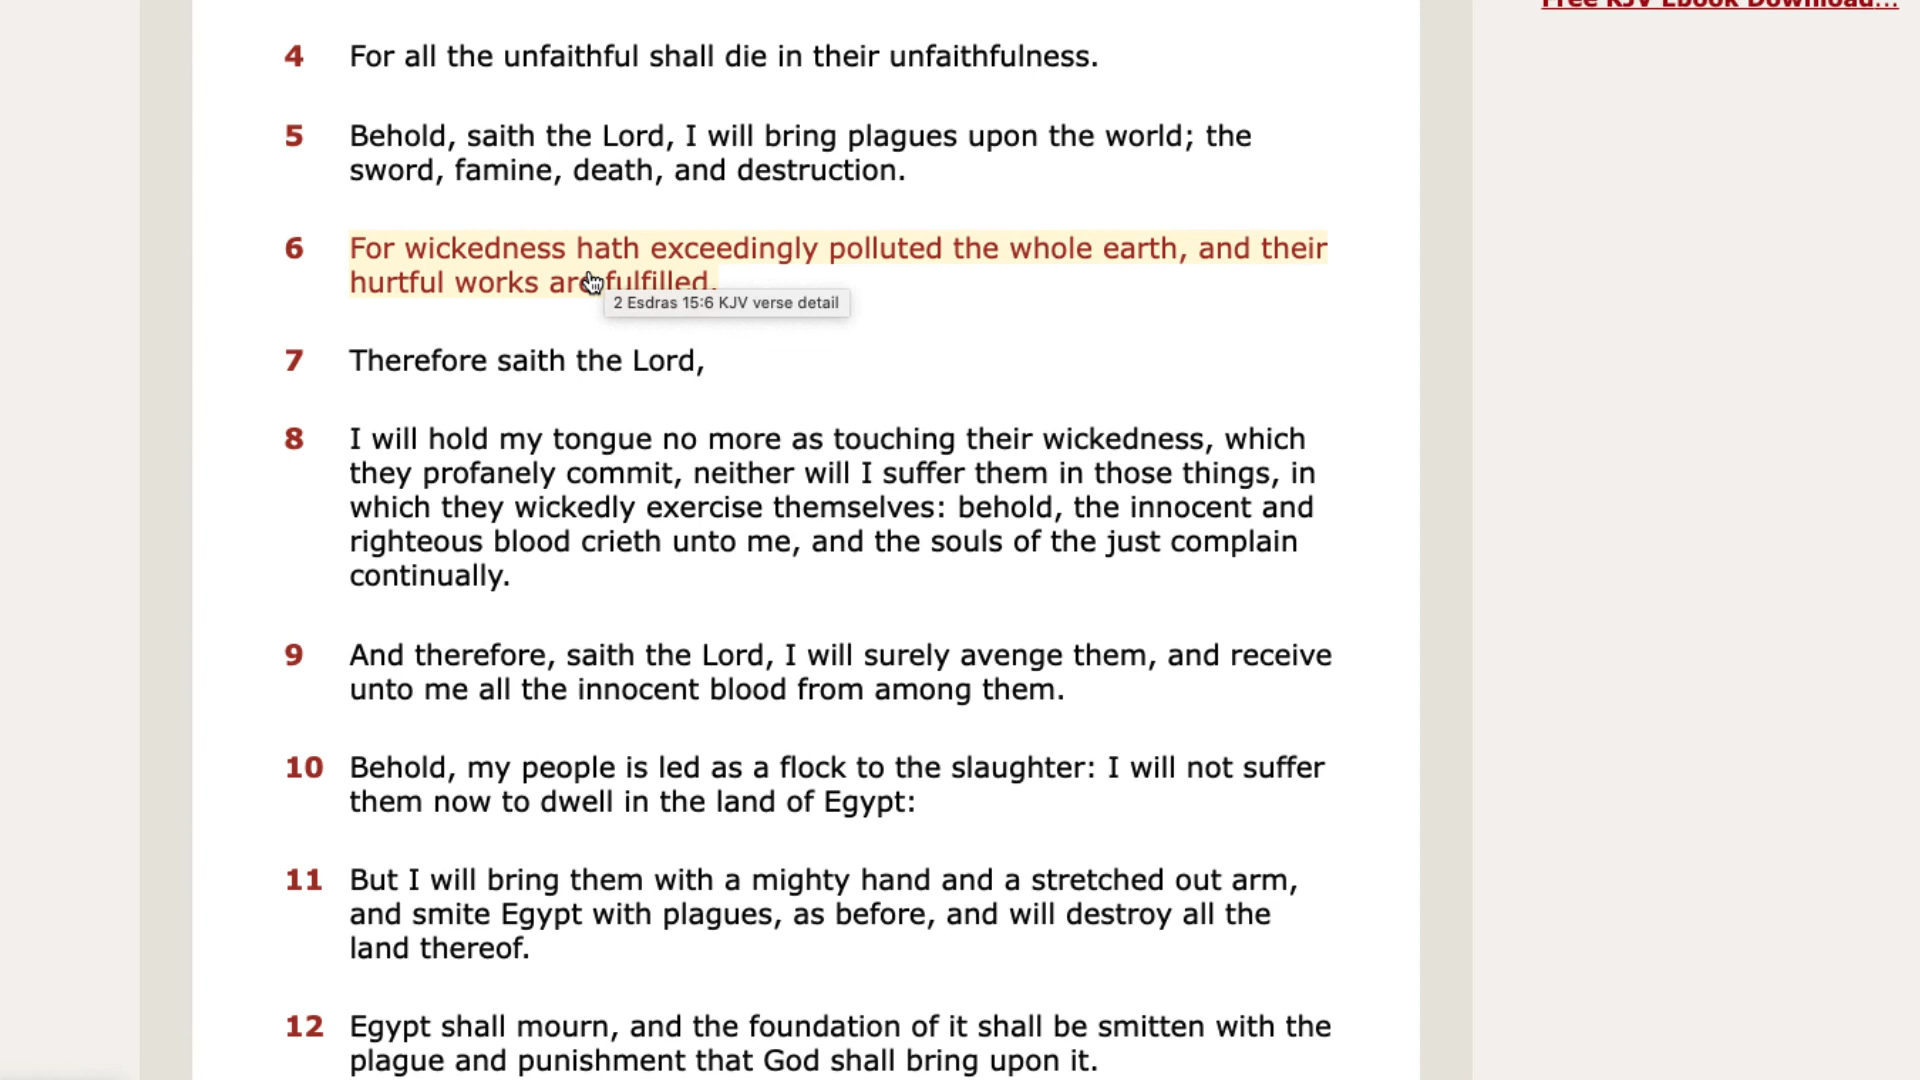 Free KJV Ebook Download...
4 For all the unfaithful shall die in their unfaithfulness.
5 Behold, saith the Lord, I will bring plagues upon the world; the
sword, famine, death, and destruction.
6 For wickedness hath exceedingly polluted the whole earth, and their
hurtful works are fulfilled.
2 Esdras 15:6 KJV verse detail
7 Therefore saith the Lord,
8 I will hold my tongue no more as touching their wickedness, which
they profanely commit, neither will I suffer them in those things, in
which they wickedly exercise themselves: behold, the innocent and
righteous blood crieth unto me, and the souls of the just complain
continually.
9 And therefore, saith the Lord, I will surely avenge them, and receive
unto me all the innocent blood from among them.
10 Behold, my people is led as a flock to the slaughter: I will not suffer
them now to dwell in the land of Egypt:
11 But I will bring them with a mighty hand and a stretched out arm,
and smite Egypt with plagues, as before, and will destroy all the
land thereof.
12 Egypt shall mourn, and the foundation of it shall be smitten with the
plague and punishment that God shall bring upon it.